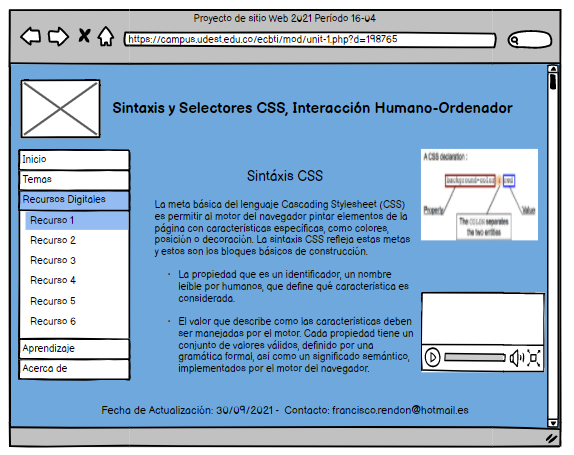 Proyecto de sitio Web 2021 Período 16-04
https://campus.udest.edu.co/ecbti/mod/unit-1.php?d=198765
Sintaxis y Selectores CSS, Interacción Humano-Ordenador
Inicio
Temas
Recursos Digitales
Recurso 1
Recurso 2
Recurso 3
Recurso 4
Recurso 5
Recurso 6
Aprendizaje
Acerca de
Sintáxis CSS
La meta básica del lenguaje Cascading Stylesheet (CSS)
es permitir al motor del navegador pintar elementos de la
página con características específicas, como colores,
posición o decoración. La sintaxis CSS refleja estas metas
y estos son los bloques básicos de construcción.
· La propiedad que es un identificador, un nombre
leíble por humanos, que define qué característica es
considerada.
· El valor que describe como las características deben
ser manejadas por el motor. Cada propiedad tiene un
conjunto de valores válidos, definido por una
gramática formal, así como un significado semántico,
implementados por el motor del navegador.
A CSS declaration :
background-color : red
Property
Value
The COLON separates
the two entities
Fecha de Actualización: 30/09/2021 - Contacto: francisco.rendon@hotmail.es